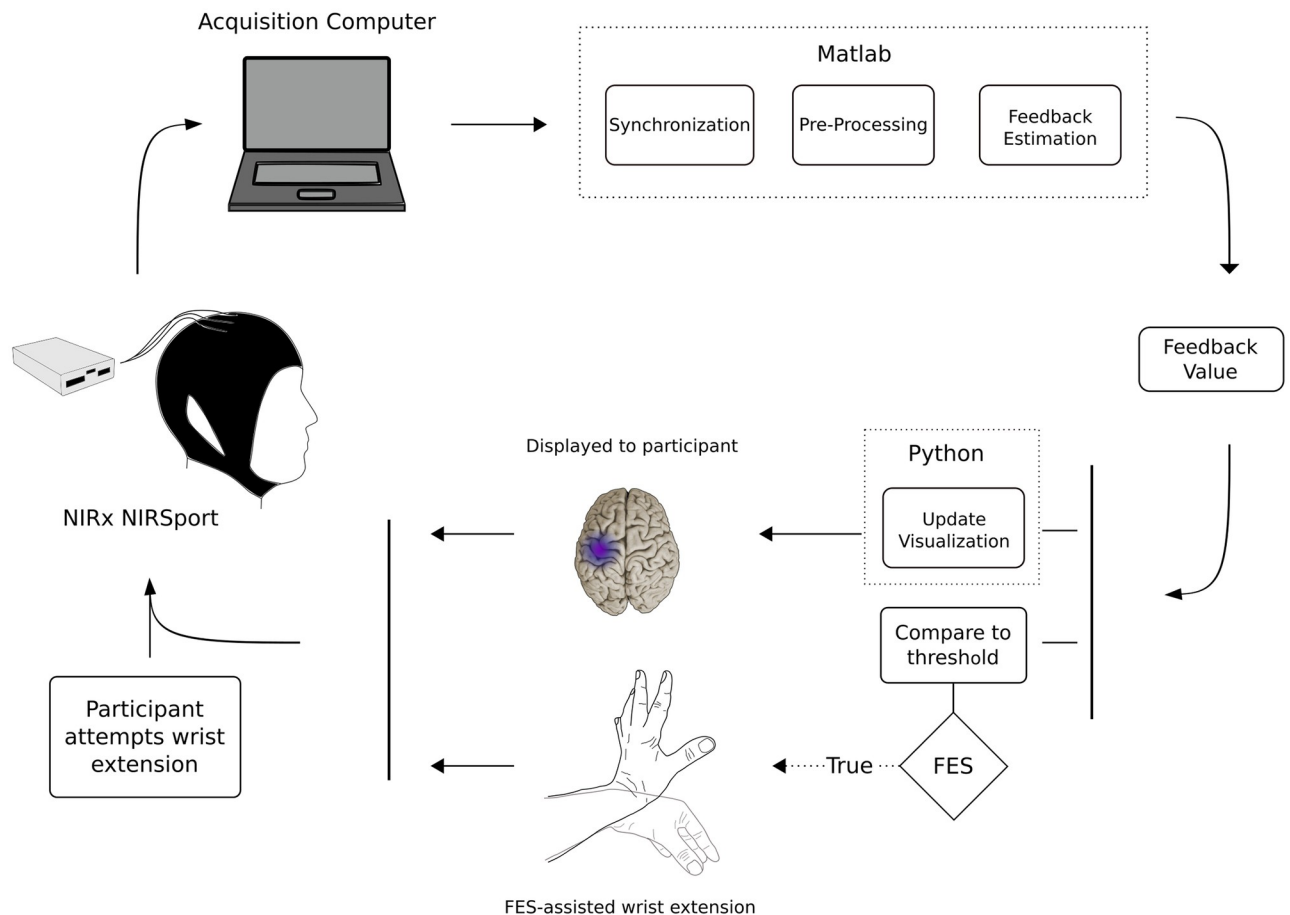 Acquisition Computer
Matlab
Synchronization
Pre-Processing
Feedback
Estimation
Feedback
Value
Displayed to participant
Python
Update
Visualization
NIRx NIRSport
Compare to
threshold
Participant
attempts wrist
extension
True
FES
FES-assisted wrist extension